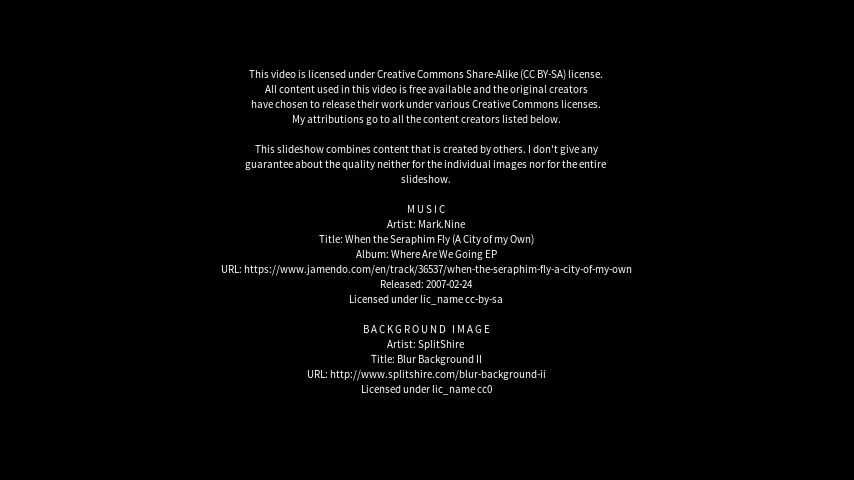 This video is licensed under Creative Commons Share-Alike (CC BY-SA) license.
All content used in this video is free available and the original creators
have chosen to release their work under various Creative Commons licenses.
My attributions go to all the content creators listed below.
This slideshow combines content that is created by others. I don't give any
guarantee about the quality neither for the individual images nor for the entire
slideshow.
MUSIC
Artist: Mark.Nine
Title: When the Seraphim Fly (A City of my Own)
Album: Where Are We Going EP
URL: https://www.jamendo.com/en/track/36537/when-the-seraphim-fly-a-city-of-my-own
Released: 2007-02-24
Licensed under lic_name cc-by-sa
BACKGROUND IMAGE
Artist: SplitShire
Title: Blur Background II
URL: http://www.splitshire.com/blur-background-ii
Licensed under lic_name cc0